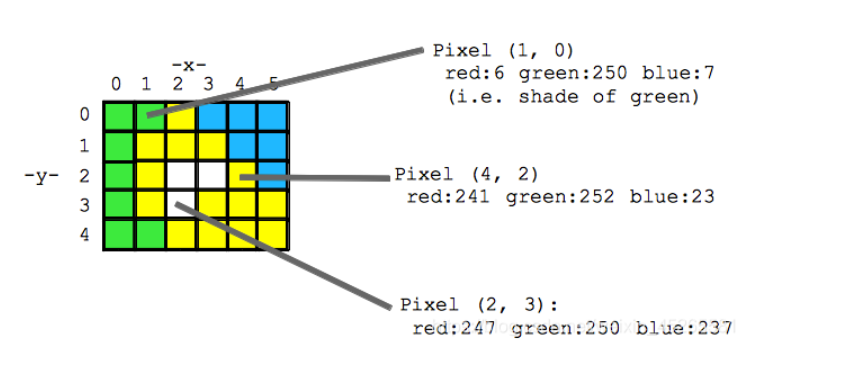 -x-
0 1 2 3 4 5
0
1
-y- 2
3
4
Pixel (1, 0)
red:6 green:250 blue:7
(i.e. shade of green)
Pixel (4, 2)
red:241 green:252 blue:23
Pixel (2, 3):
red:247 green:250 blue:237